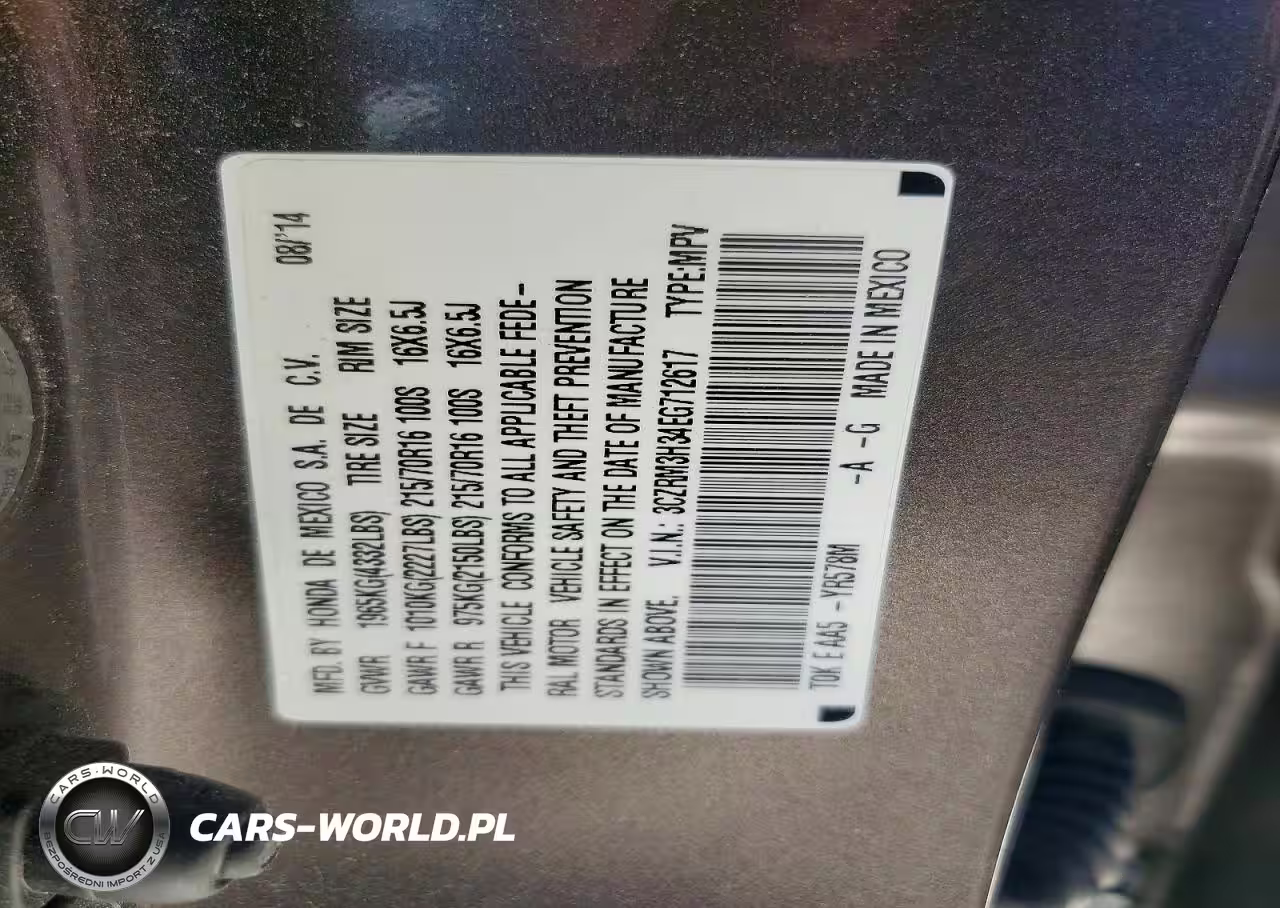 MFD. BY HONDA DE MEXICO S.A. DE C.V. 08/'14
GVWR 1965KG(4332LBS) TIRE SIZE RIM SIZE
GAWR F 1010KG(2227LBS) 215/70R16 100S 16X6.5J
GAWR R 975KG(2150LBS) 215/70R16 100S 16X6.5J
THIS VEHICLE CONFORMS TO ALL APPLICABLE FEDE-
RAL MOTOR VEHICLE SAFETY AND THEFT PREVENTION
STANDARDS IN EFFECT ON THE DATE OF MANUFACTURE
SHOWN ABOVE. V.I.N.: 3CZRM3H34EG712617 TYPE:MPV
T0K E AA5 -YR578M -A -G MADE IN MEXICO
CARS-WORLD
CW
BEZPOŚREDNI IMPORT Z USA
CARS-WORLD.PL